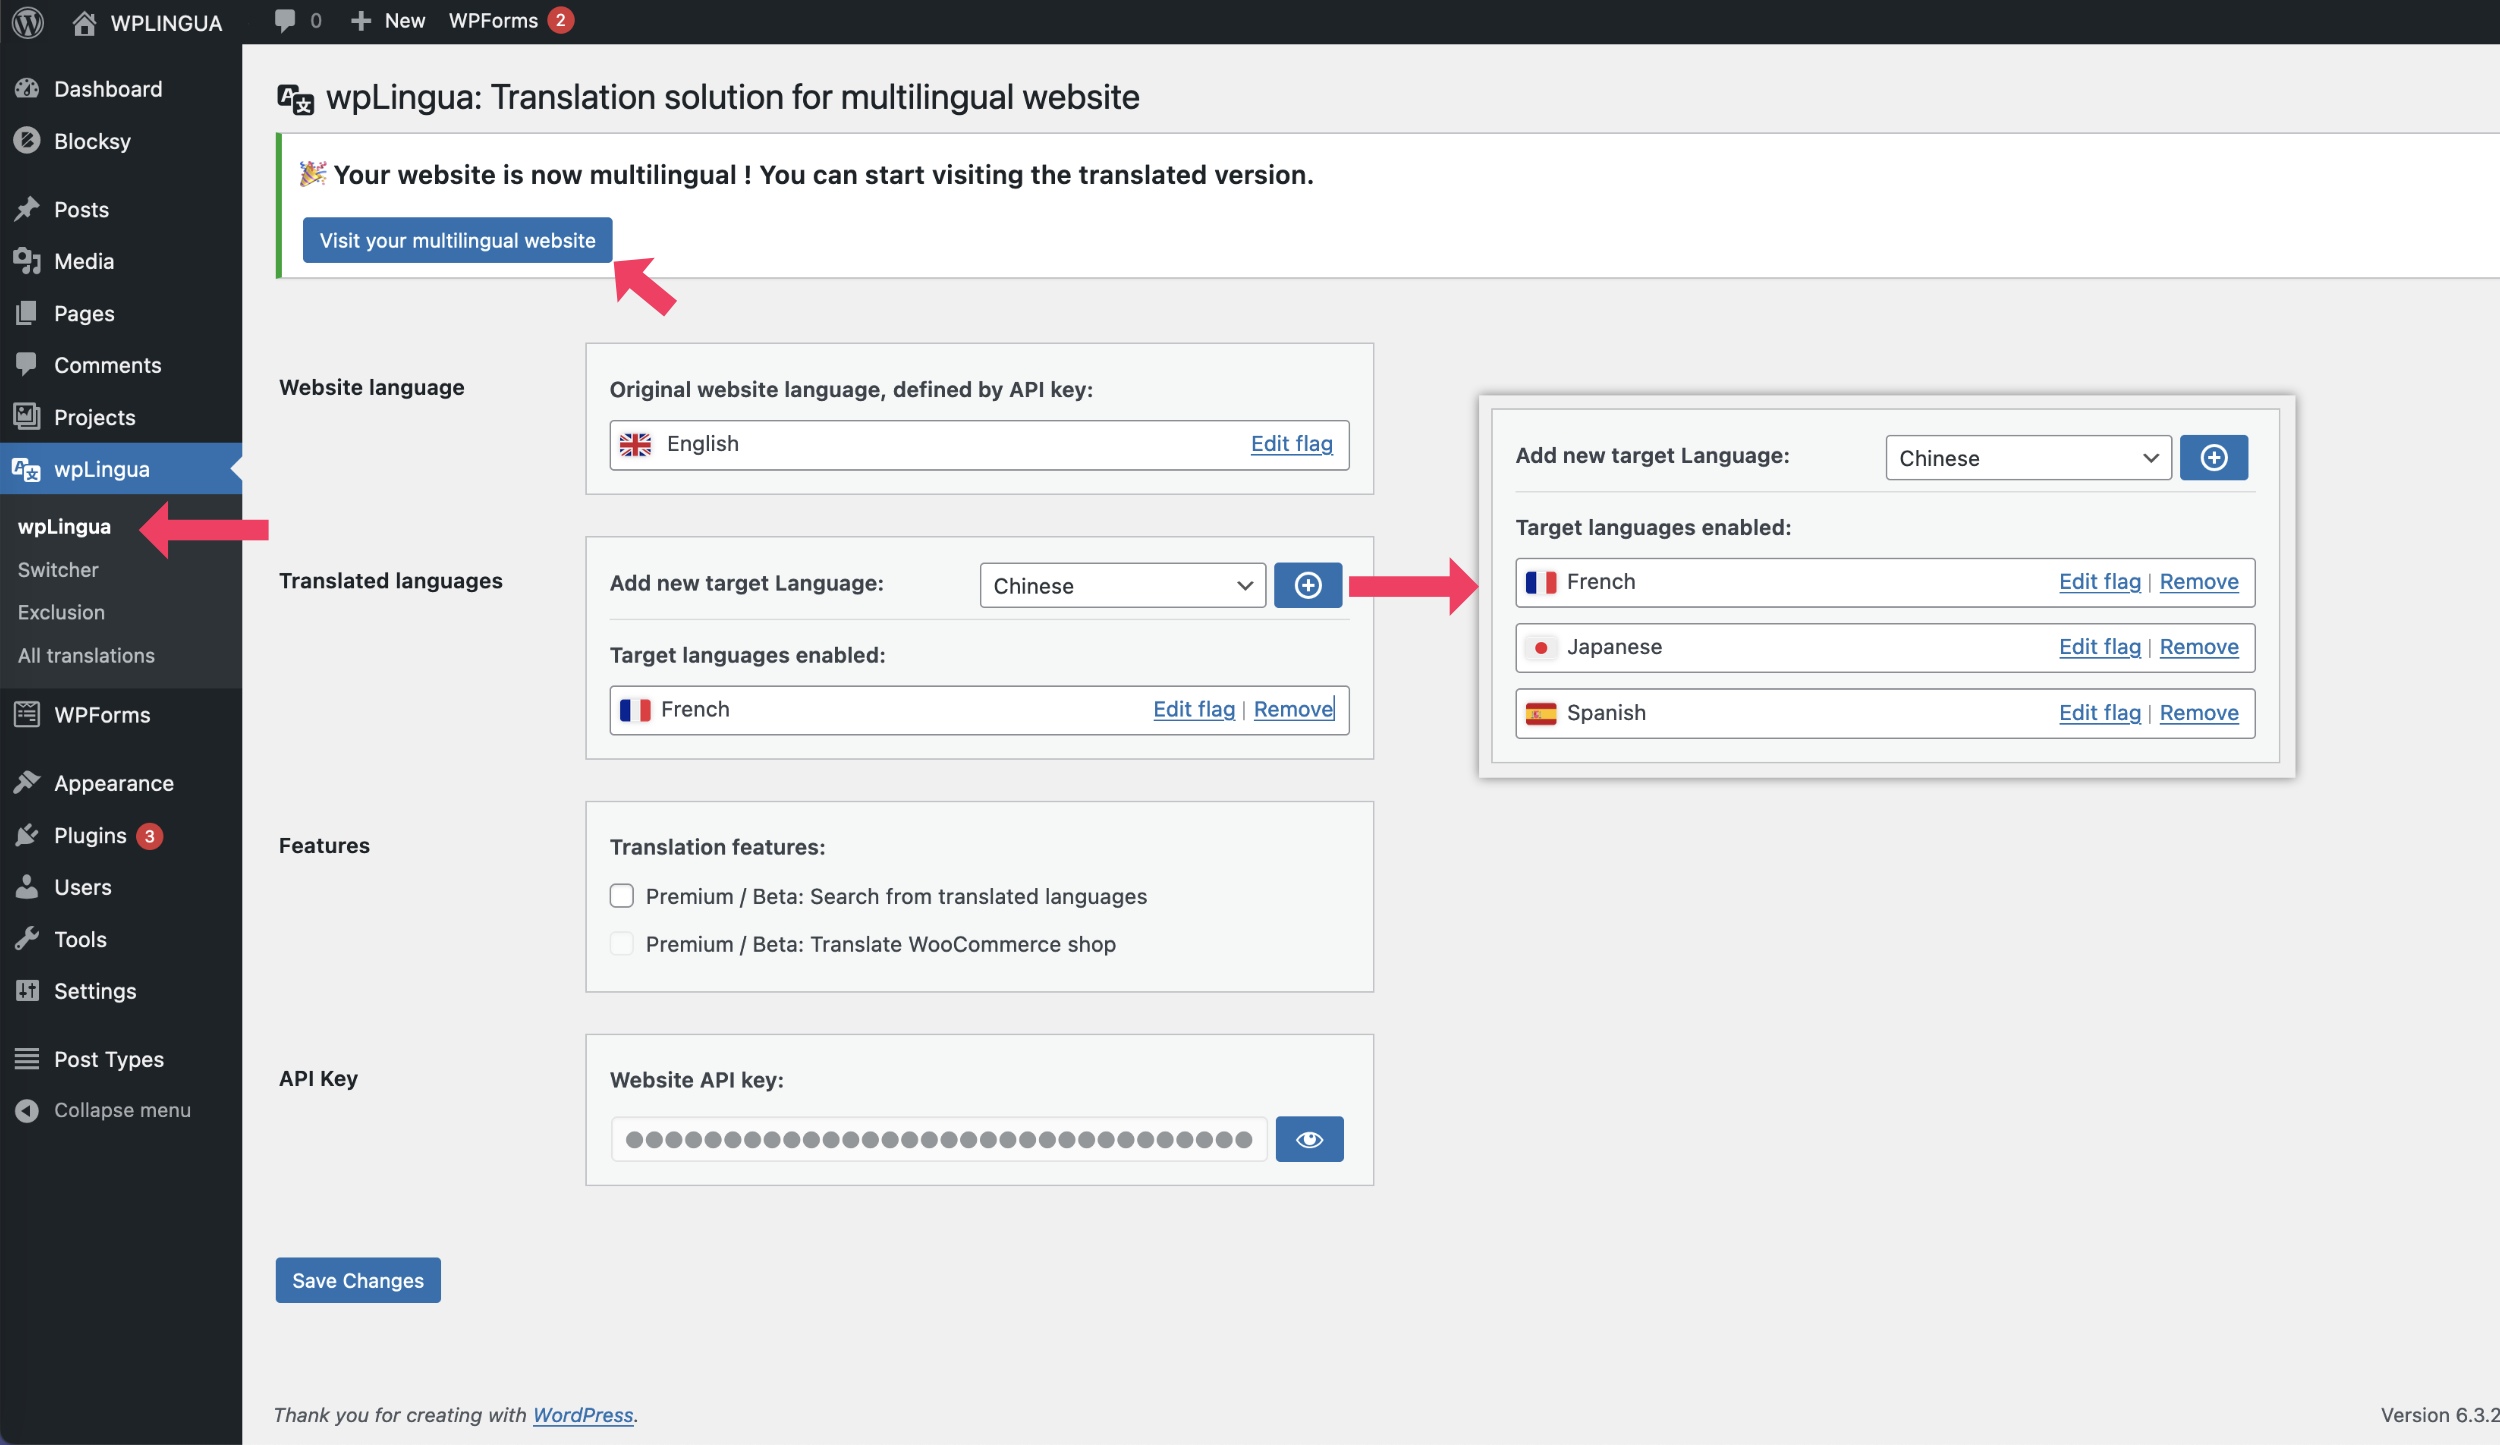 WPLINGUA 0 New WPForms 2
Dashboard
Blocksy
Posts
Media
Pages
Comments
Projects
wpLingua
wpLingua
Switcher
Exclusion
All translations
WPForms
Appearance
Plugins 3
Users
Tools
Settings
Post Types
Collapse menu
wpLingua: Translation solution for multilingual website
🎉 Your website is now multilingual ! You can start visiting the translated version.
Visit your multilingual website
Website language
Original website language, defined by API key:
English Edit flag
Translated languages
Add new target Language: Chinese
Target languages enabled:
French Edit flag | Remove
Add new target Language: Chinese
Target languages enabled:
French Edit flag | Remove
Japanese Edit flag | Remove
Spanish Edit flag | Remove
Features
Translation features:
Premium / Beta: Search from translated languages
Premium / Beta: Translate WooCommerce shop
API Key
Website API key:
Save Changes
Thank you for creating with WordPress.
Version 6.3.2